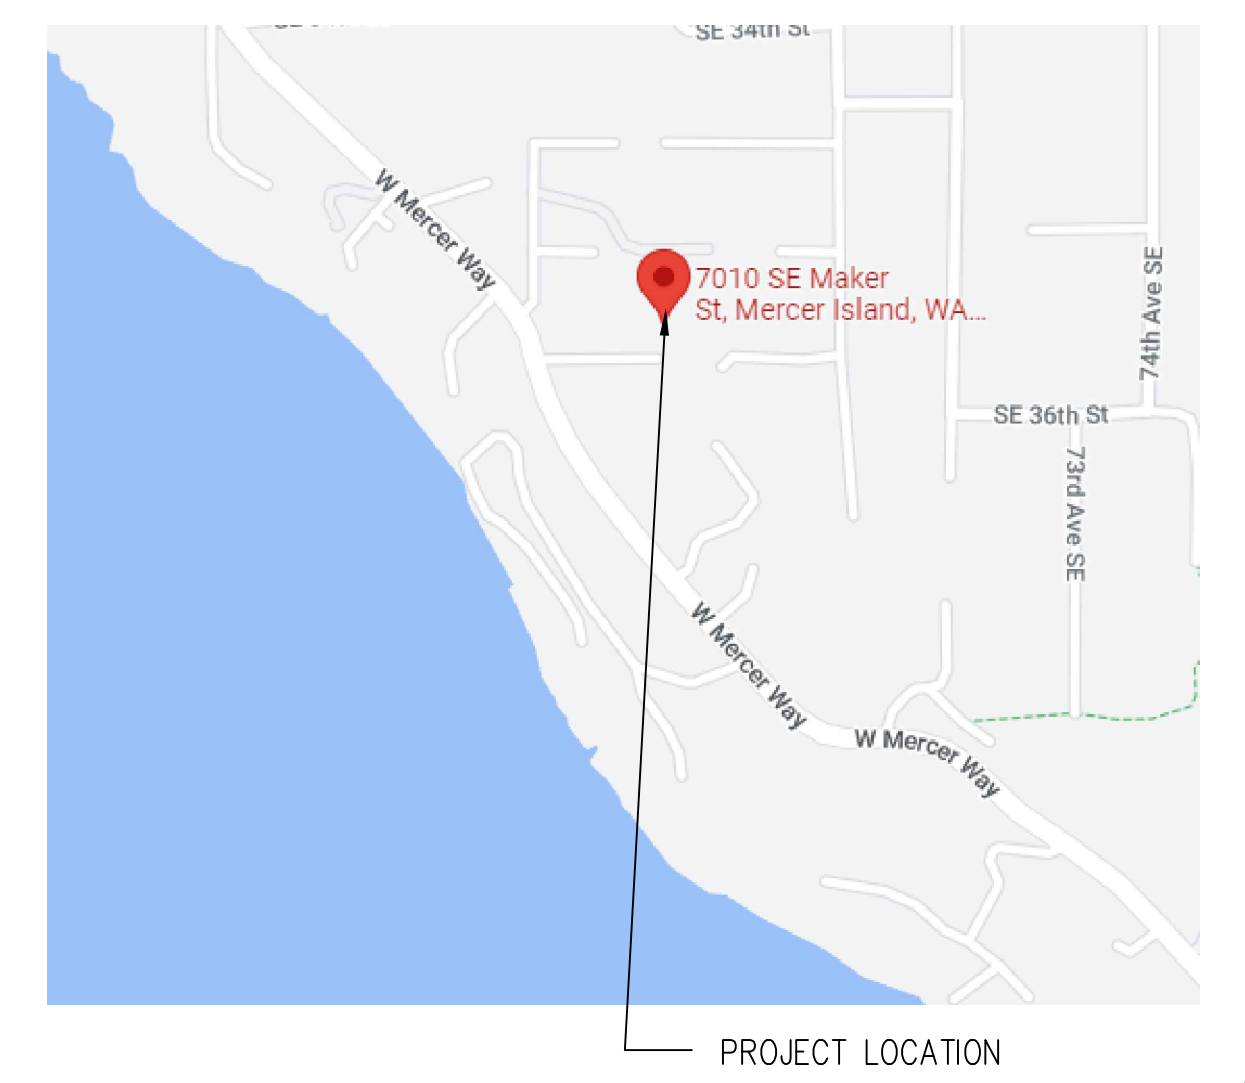 SE 34th St
W Mercer Way
7010 SE Maker
St, Mercer Island, WA...
74th Ave SE
SE 36th St
73rd Ave SE
W Mercer Way
W Mercer Way
PROJECT LOCATION